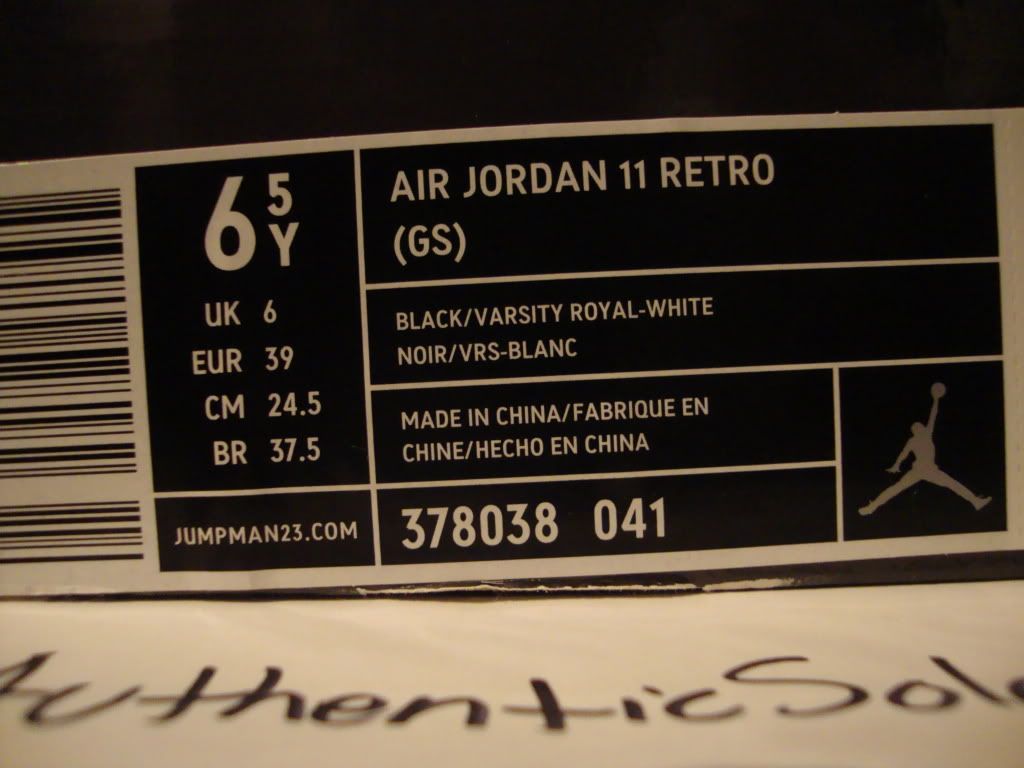 6 5
Y
UK 6
EUR 39
CM 24.5
BR 37.5
JUMPMAN23.COM
AIR JORDAN 11 RETRO
(GS)
BLACK/VARSITY ROYAL-WHITE
NOIR/VRS-BLANC
MADE IN CHINA/FABRIQUE EN
CHINE/HECHO EN CHINA
378038 041
AuthenticSole